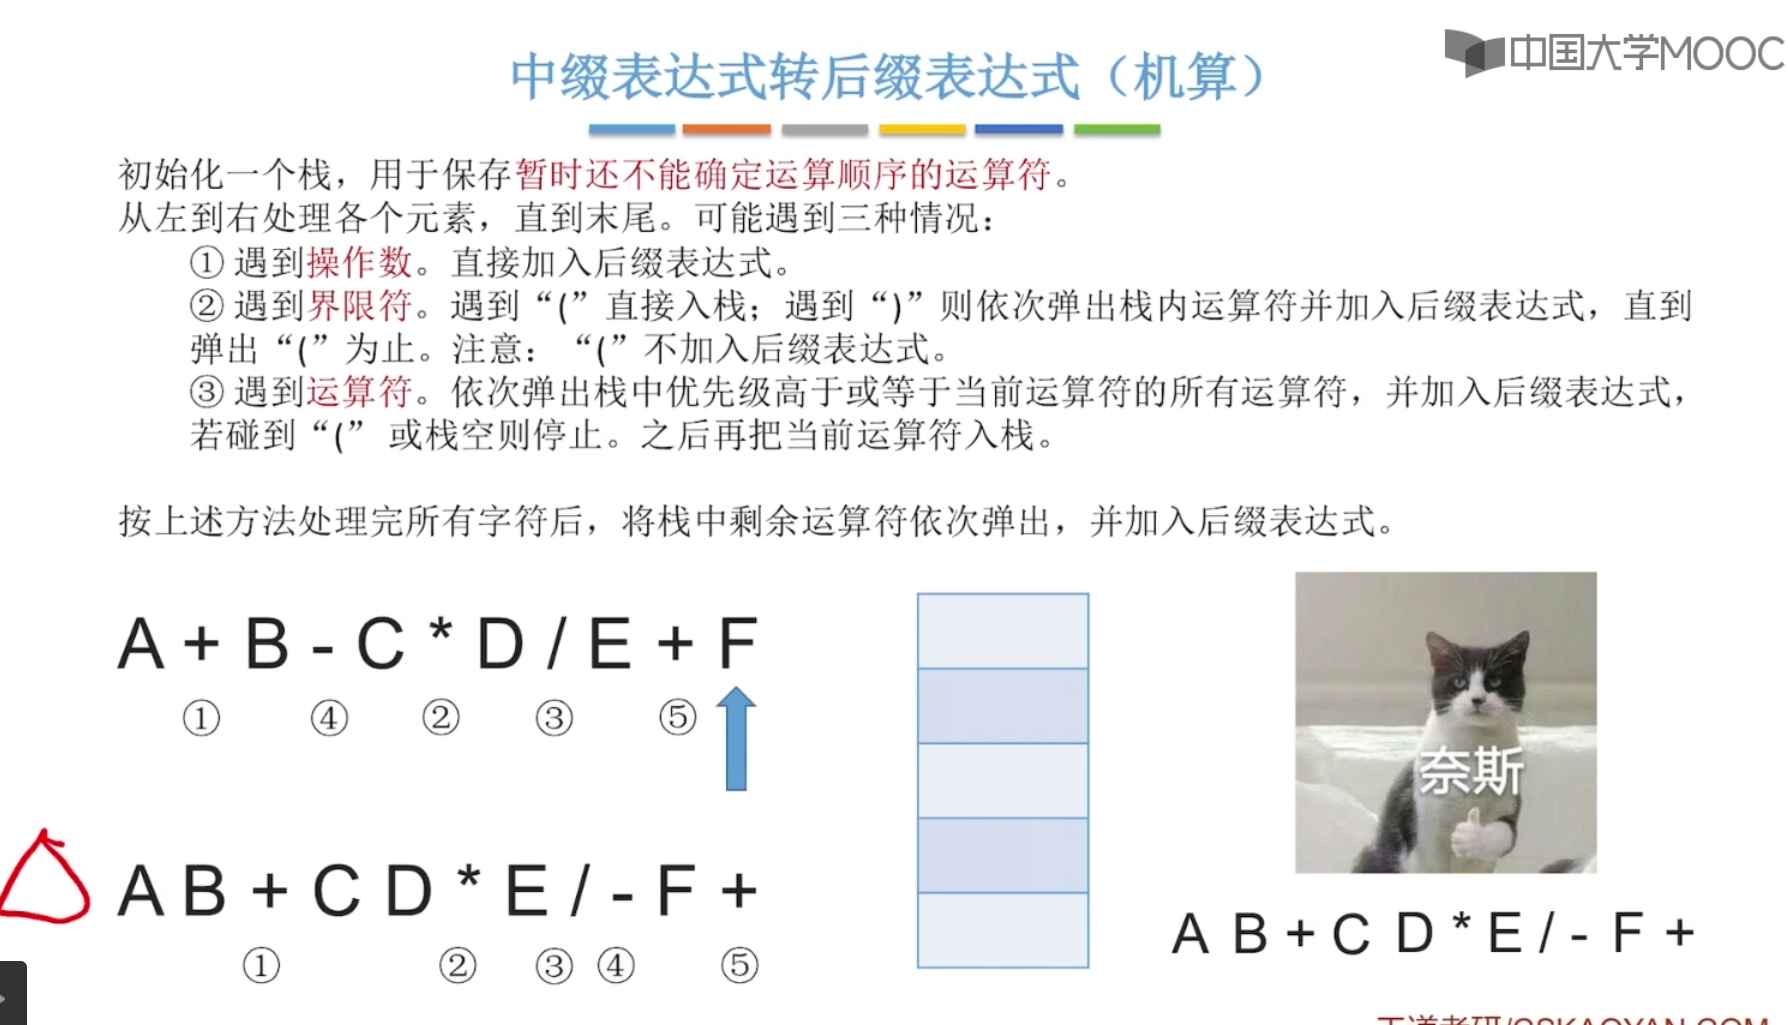 中国大学MOOC
中缀表达式转后缀表达式（机算）
初始化一个栈，用于保存暂时还不能确定运算顺序的运算符。
从左到右处理各个元素，直到末尾。可能遇到三种情况：
① 遇到操作数。直接加入后缀表达式。
② 遇到界限符。遇到“(”直接入栈；遇到“)”则依次弹出栈内运算符并加入后缀表达式，直到
弹出“(”为止。注意：“(”不加入后缀表达式。
③ 遇到运算符。依次弹出栈中优先级高于或等于当前运算符的所有运算符，并加入后缀表达式，
若碰到“(” 或栈空则停止。之后再把当前运算符入栈。
按上述方法处理完所有字符后，将栈中剩余运算符依次弹出，并加入后缀表达式。
A + B - C * D / E + F
① ④ ② ③ ⑤
奈斯
A B + C D * E / - F +
① ② ③ ④ ⑤
A B + C D * E / - F +